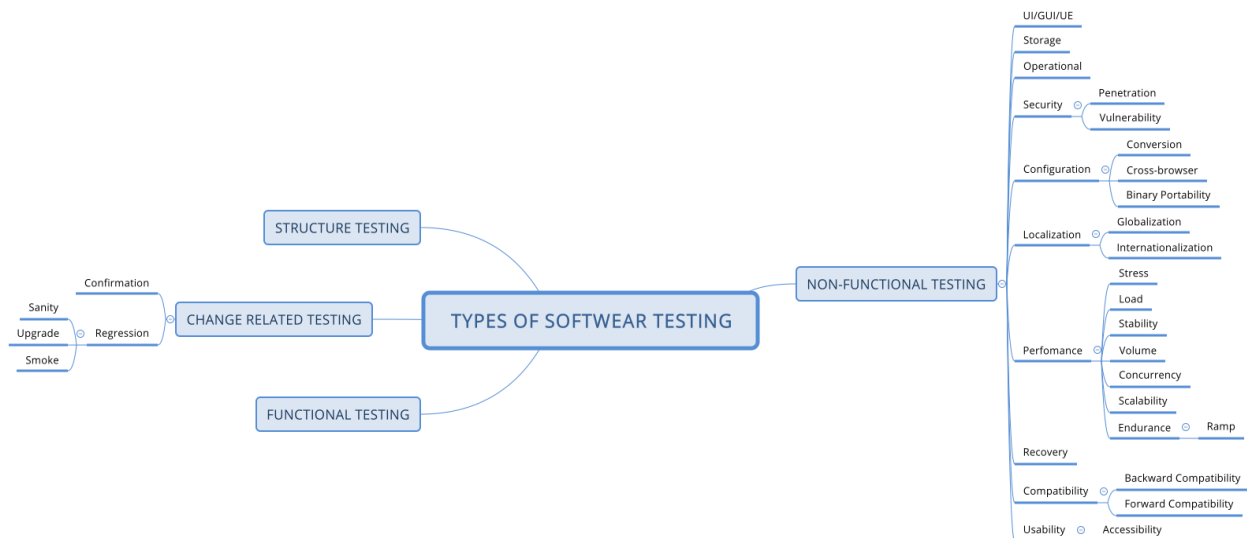 TYPES OF SOFTWEAR TESTING
STRUCTURE TESTING
CHANGE RELATED TESTING
Confirmation
Regression
Sanity
Upgrade
Smoke
FUNCTIONAL TESTING
NON-FUNCTIONAL TESTING
UI/GUI/UE
Storage
Operational
Security
Penetration
Vulnerability
Configuration
Conversion
Cross-browser
Binary Portability
Localization
Globalization
Internationalization
Perfomance
Stress
Load
Stability
Volume
Concurrency
Scalability
Endurance
Ramp
Recovery
Compatibility
Backward Compatibility
Forward Compatibility
Usability
Accessibility